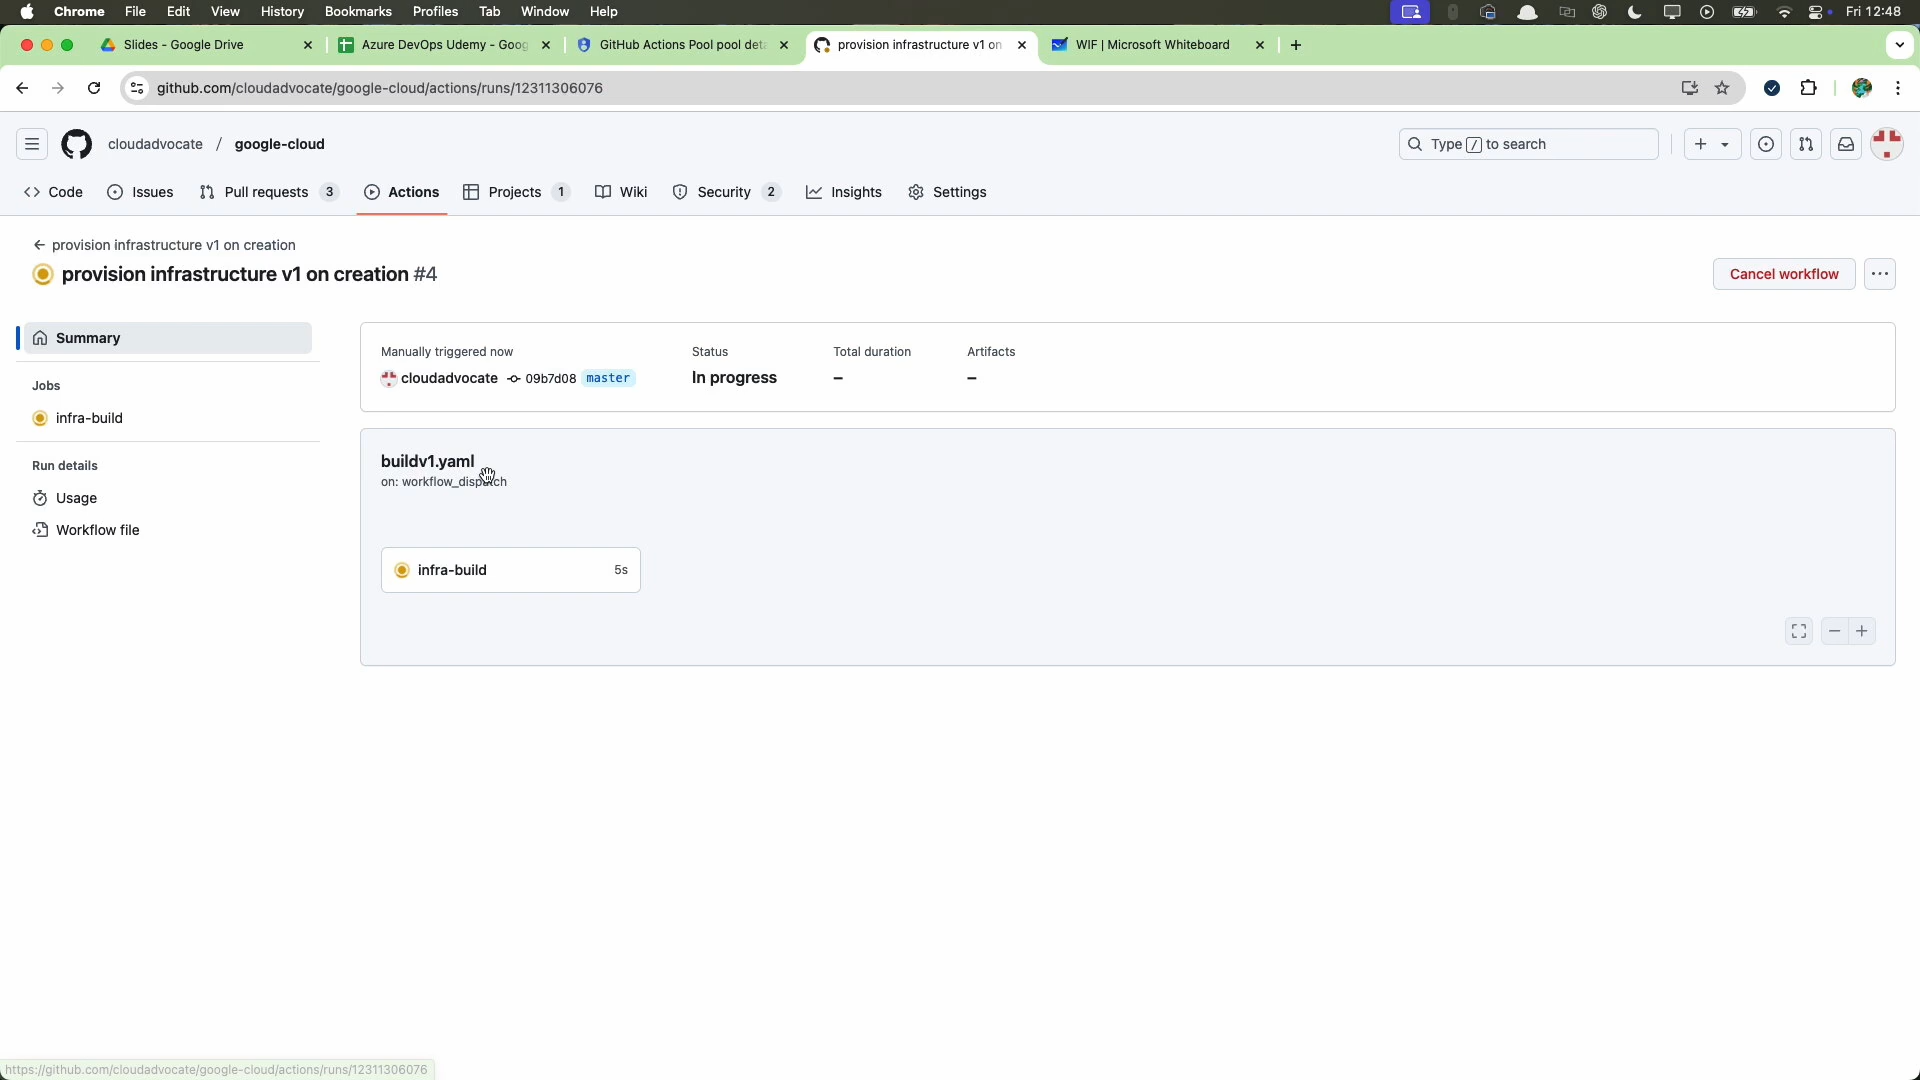 Chrome File Edit View History Bookmarks Profiles Tab Window Help Fri 12:48
Slides - Google Drive Azure DevOps Udemy - Goog GitHub Actions Pool pool deta provision infrastructure v1 on WIF | Microsoft Whiteboard
github.com/cloudadvocate/google-cloud/actions/runs/12311306076
cloudadvocate / google-cloud Type / to search
Code Issues Pull requests 3 Actions Projects 1 Wiki Security 2 Insights Settings
provision infrastructure v1 on creation
provision infrastructure v1 on creation #4 Cancel workflow
Summary
Manually triggered now Status Total duration Artifacts
cloudadvocate 09b7d08 master In progress – –
Jobs
infra-build
Run details
Usage
Workflow file
buildv1.yaml
on: workflow_dispatch
infra-build 5s
https://github.com/cloudadvocate/google-cloud/actions/runs/12311306076